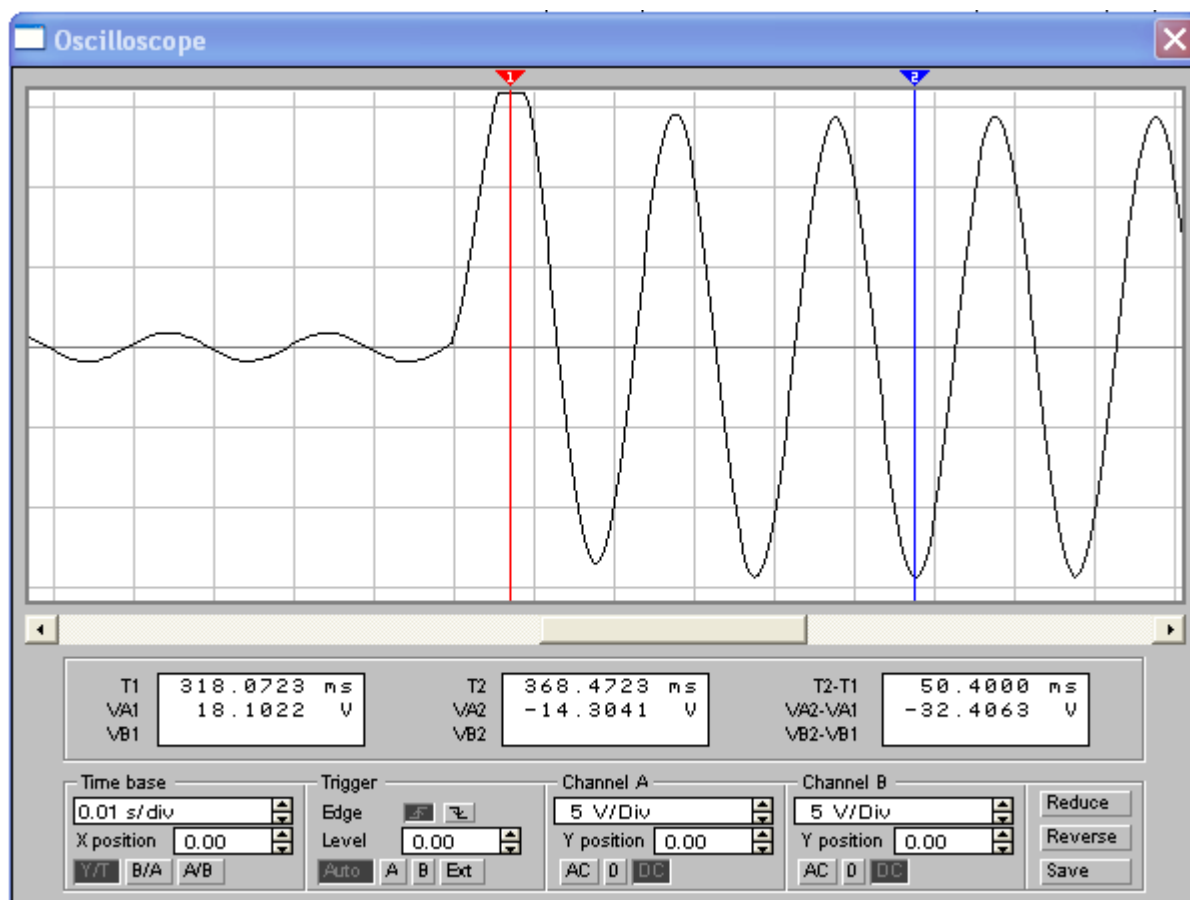 Oscilloscope
1 2
T1 318.0723 ms T2 368.4723 ms T2-T1 50.4000 ms
VA1 18.1022 V VA2 -14.3041 V VA2-VA1 -32.4063 V
VB1 VB2 VB2-VB1
Time base Trigger Channel A Channel B
0.01 s/div Edge 5 V/Div 5 V/Div Reduce
X position 0.00 Level 0.00 Y position 0.00 Y position 0.00 Reverse
Y/T B/A A/B Auto A B Ext AC 0 DC AC 0 DC Save